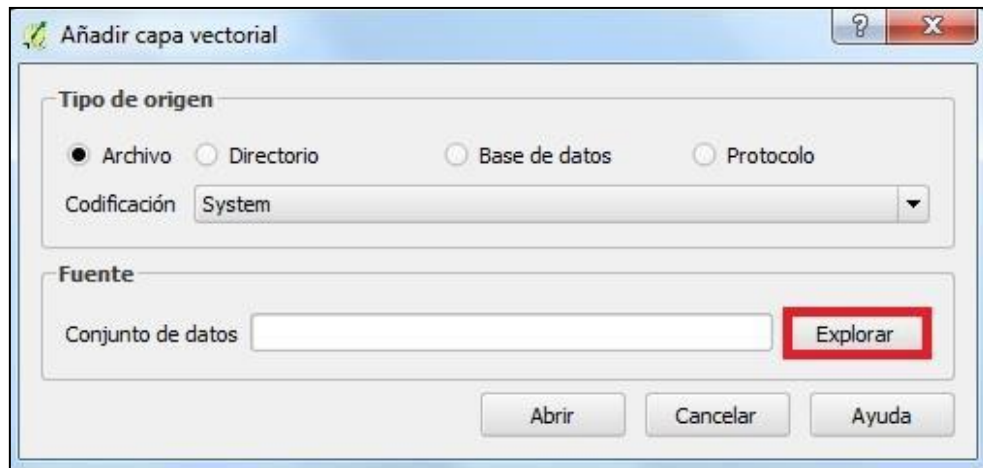 Añadir capa vectorial
?
Tipo de origen
Archivo Directorio Base de datos Protocolo
Codificación System
Fuente
Conjunto de datos Explorar
Abrir Cancelar Ayuda